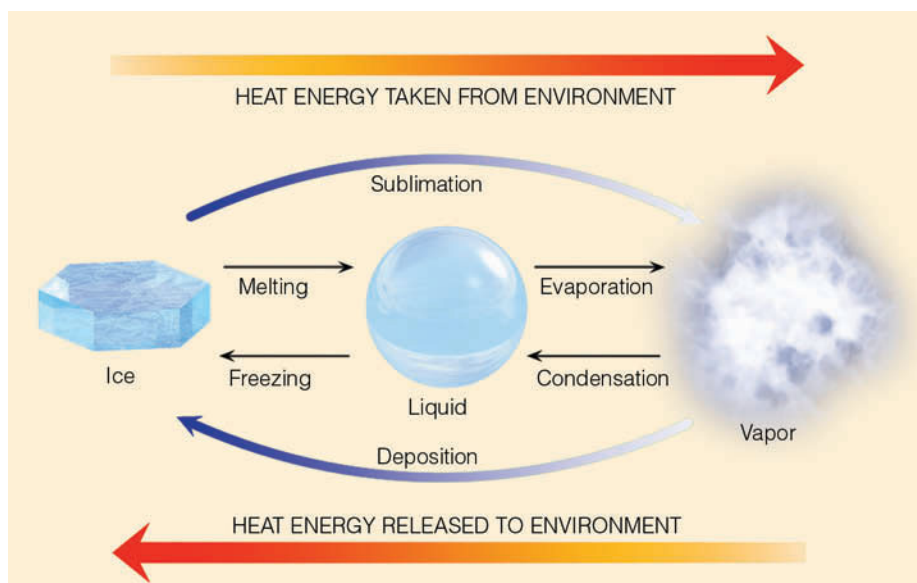 HEAT ENERGY TAKEN FROM ENVIRONMENT
Sublimation
Melting
Evaporation
Ice
Freezing
Liquid
Condensation
Vapor
Deposition
HEAT ENERGY RELEASED TO ENVIRONMENT